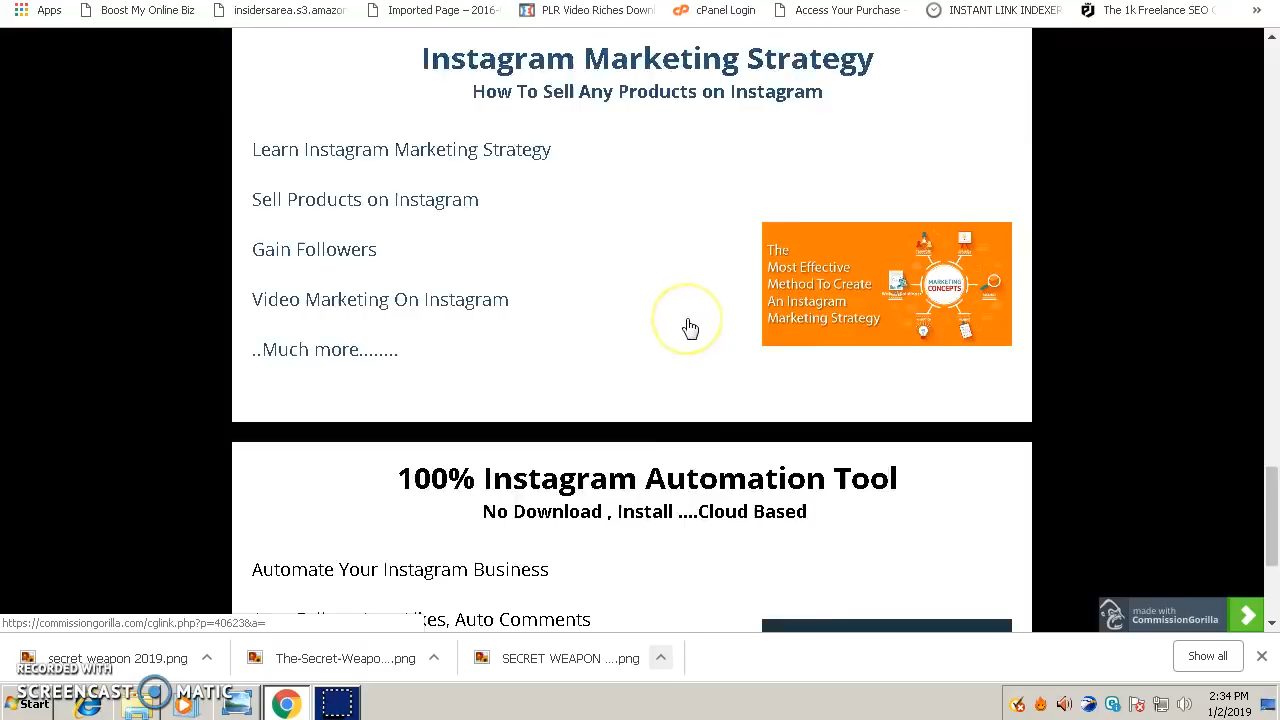 Apps
Boost My Online Biz
insidersarea.s3.amazor
Imported Page – 2016-
PLR Video Riches Down
cPanel Login
Access Your Purchase -
INSTANT LINK INDEXER
The 1k Freelance SEO C
»
Instagram Marketing Strategy
How To Sell Any Products on Instagram
Learn Instagram Marketing Strategy
Sell Products on Instagram
Gain Followers
Video Marketing On Instagram
..Much more........
The
Most Effective
Method To Create
An Instagram
Marketing Strategy
MARKETING
CONCEPTS
100% Instagram Automation Tool
No Download , Install ....Cloud Based
Automate Your Instagram Business
Auto Comments
https://commissiongorilla.com/cglink.php?p=40623&a=
made with
CommissionGorilla
secret weapon 2019.png
The-Secret-Weapo....png
SECRET WEAPON ....png
Show all
RECORDED WITH
SCREENCAST MATIC
Start
2:34 PM
1/2/2019